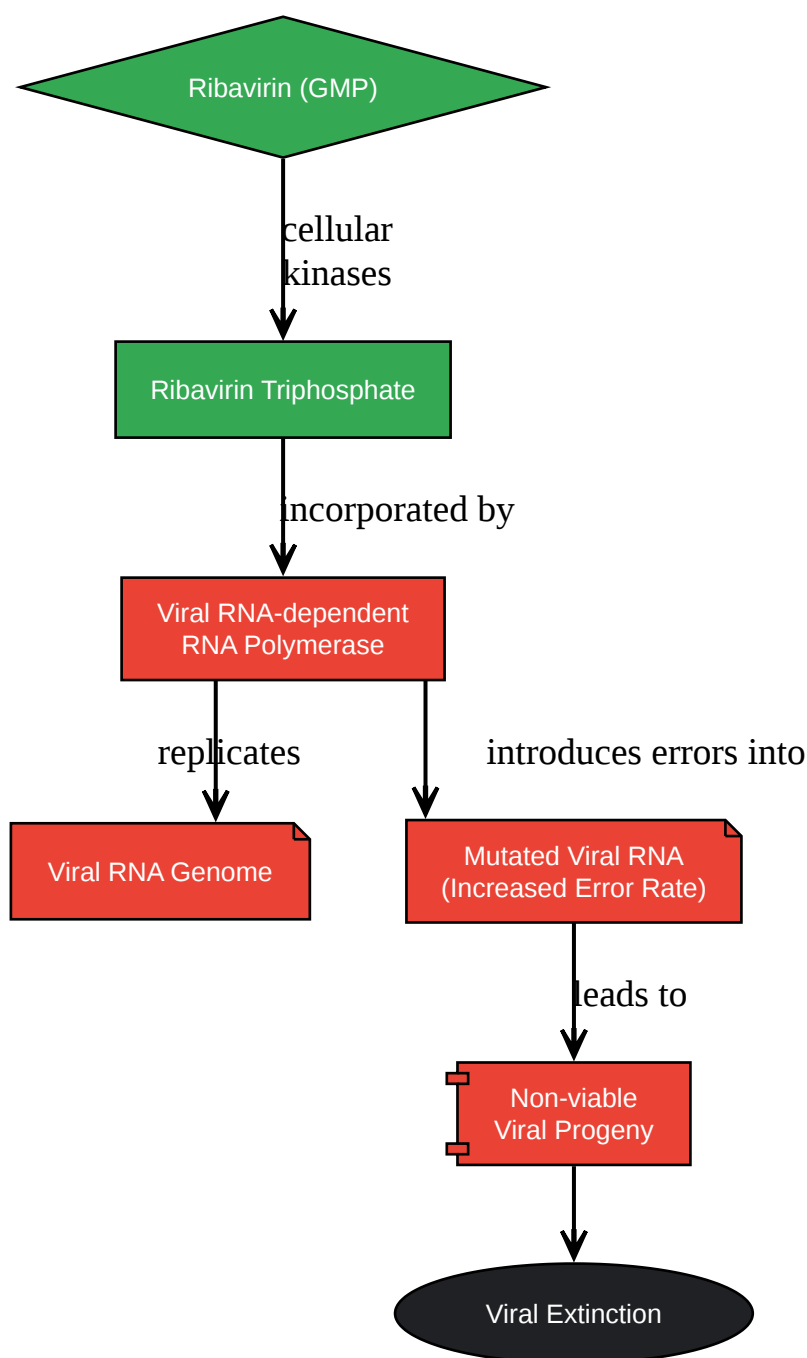 Ribavirin (GMP)
cellular
kinases
Ribavirin Triphosphate
incorporated by
Viral RNA-dependent
RNA Polymerase
replicates
introduces errors into
Viral RNA Genome
Mutated Viral RNA
(Increased Error Rate)
leads to
Non-viable
Viral Progeny
Viral Extinction